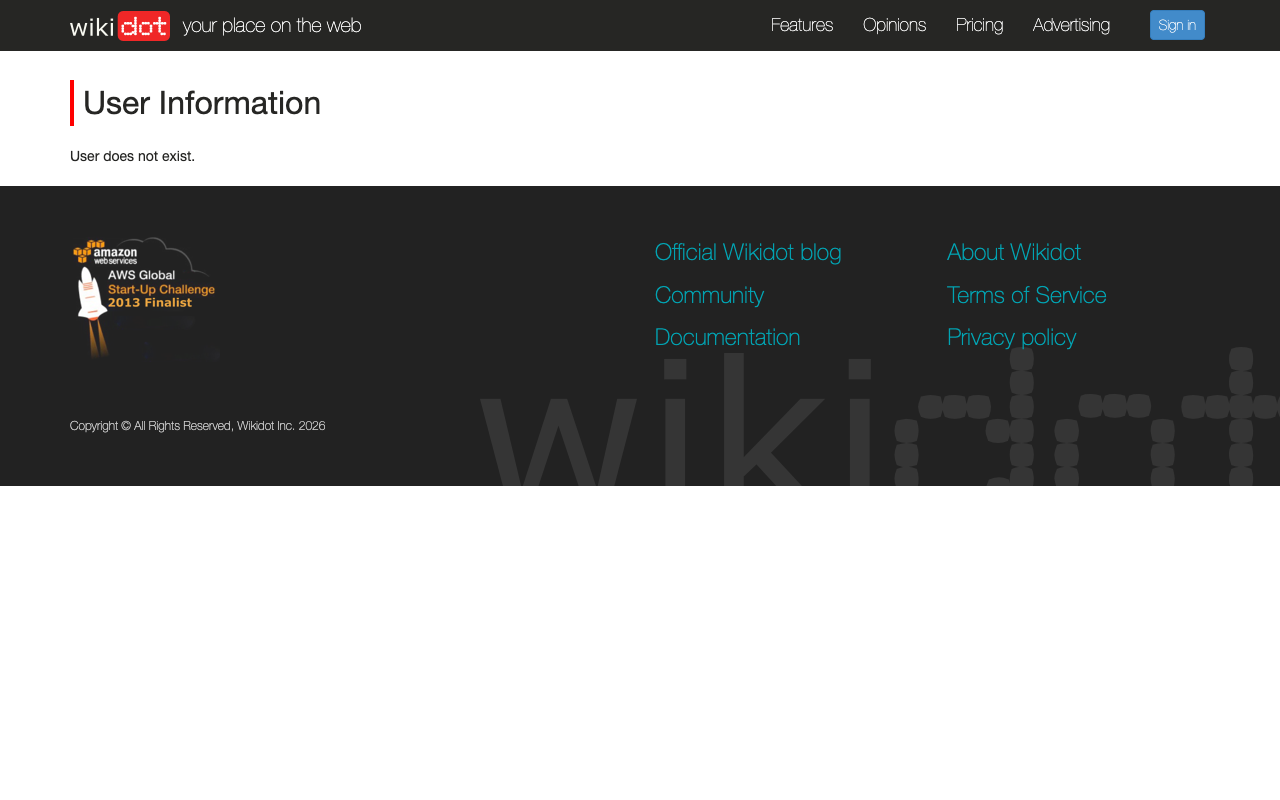 wikidot your place on the web
Features Opinions Pricing Advertising Sign in
User Information
User does not exist.
amazon
web services
AWS Global
Start-Up Challenge
2013 Finalist
Official Wikidot blog
Community
Documentation
About Wikidot
Terms of Service
Privacy policy
Copyright © All Rights Reserved, Wikidot Inc. 2026
wikidot